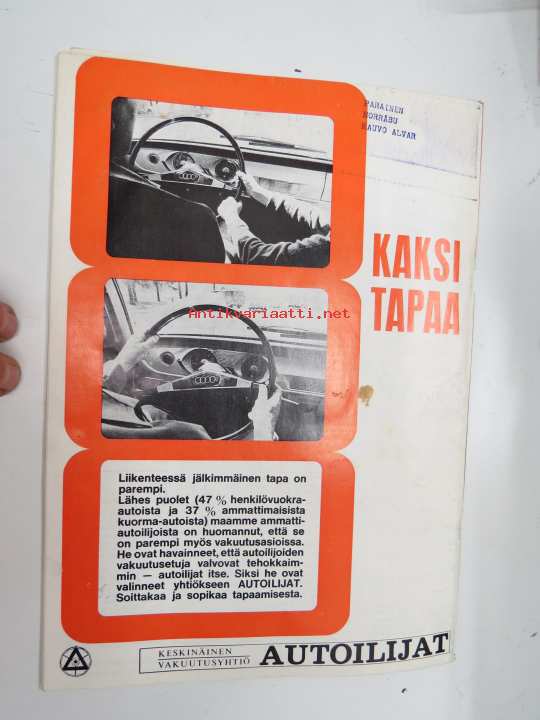 PARAINEN
NORRÅBU
KAUVO ALVAR
KAKSI
TAPAA
Antikvariaatti.net
Liikenteessä jälkimmäinen tapa on
parempi.
Lähes puolet (47 % henkilövuokra-
autoista ja 37 % ammattimaisista
kuorma-autoista) maamme ammatti-
autoilijoista on huomannut, että se
on parempi myös vakuutusasioissa.
He ovat havainneet, että autoilijoiden
vakuutusetuja valvovat tehokkaim-
min — autoilijat itse. Siksi he ovat
valinneet yhtiökseen AUTOILIJAT.
Soittakaa ja sopikaa tapaamisesta.
KESKINÄINEN
VAKUUTUSYHTIÖ
AUTOILIJAT